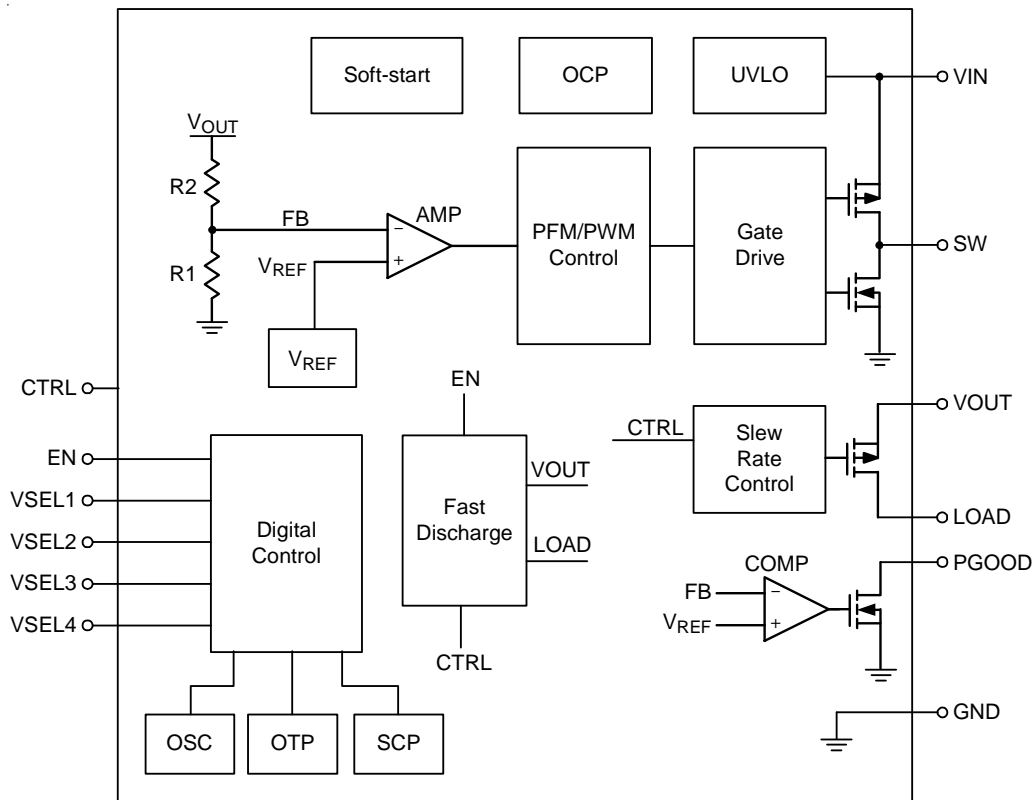 Soft-start
OCP
UVLO
VIN
VOUT
R2
FB
AMP
−
+
R1
VREF
VREF
PFM/PWM
Control
Gate
Drive
SW
CTRL
EN
VSEL1
VSEL2
VSEL3
VSEL4
Digital
Control
EN
Fast
Discharge
VOUT
LOAD
CTRL
CTRL
Slew
Rate
Control
VOUT
LOAD
PGOOD
COMP
FB
−
VREF
+
OSC
OTP
SCP
GND